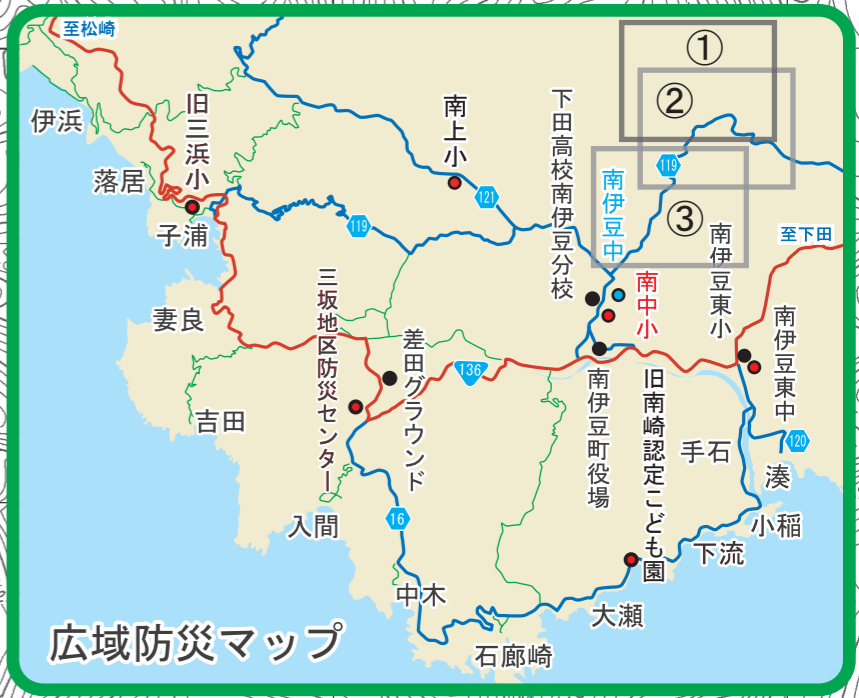 至松崎
伊浜
旧三浜小
落居
子浦
妻良
吉田
南上小
121
119
下田高校南伊豆分校
南伊豆中
①
②
119
③
南伊豆東小
至下田
南中小
南伊豆東中
三坂地区防災センター
差田グラウンド
136
南伊豆町役場
旧南崎認定こども園
手石
120
湊
小稲
下流
入間
16
中木
大瀬
石廊崎
広域防災マップ